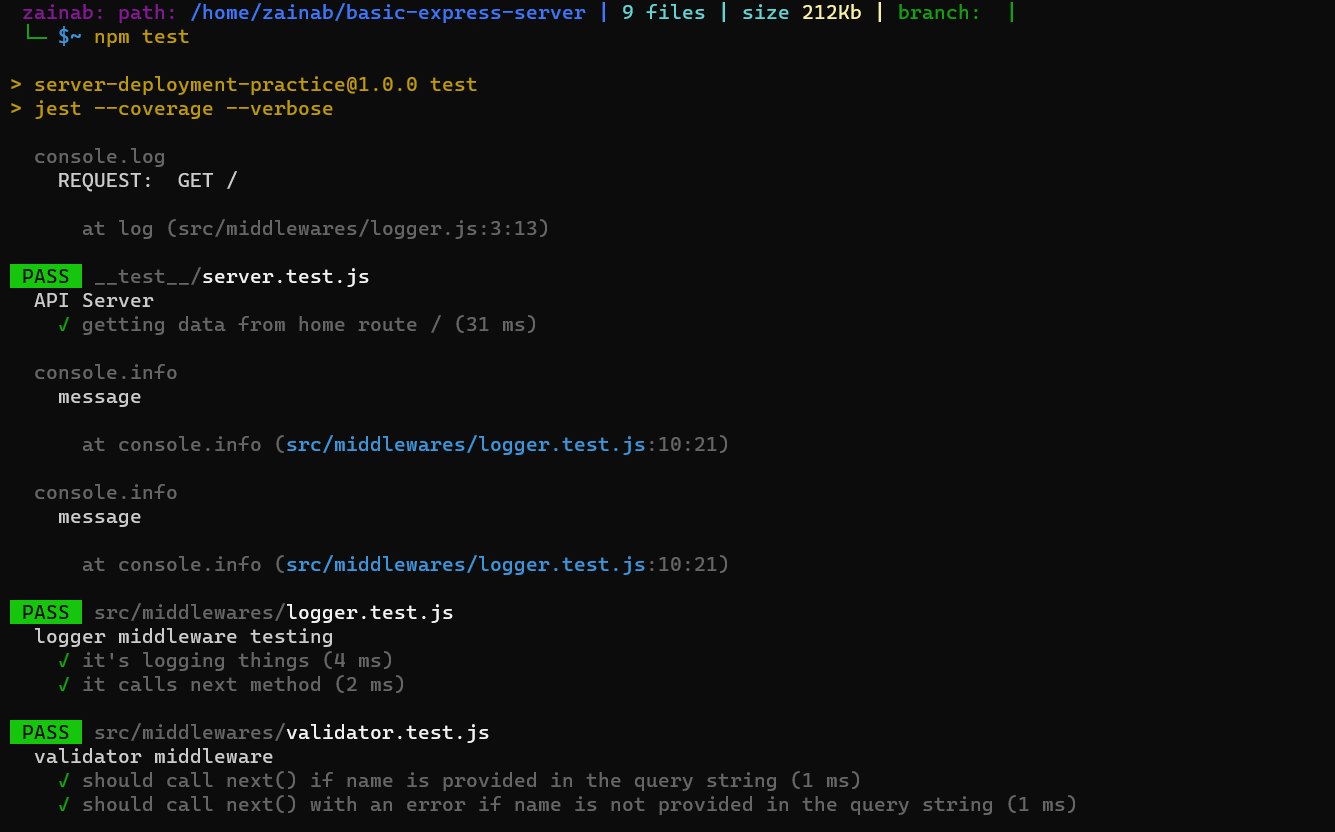 zainab: path: /home/zainab/basic-express-server | 9 files | size 212Kb | branch:  |
└─ $~ npm test
> server-deployment-practice@1.0.0 test
> jest --coverage --verbose
console.log
REQUEST:  GET /
at log (src/middlewares/logger.js:3:13)
PASS __test__/server.test.js
API Server
√ getting data from home route / (31 ms)
console.info
message
at console.info (src/middlewares/logger.test.js:10:21)
console.info
message
at console.info (src/middlewares/logger.test.js:10:21)
PASS src/middlewares/logger.test.js
logger middleware testing
√ it's logging things (4 ms)
√ it calls next method (2 ms)
PASS src/middlewares/validator.test.js
validator middleware
√ should call next() if name is provided in the query string (1 ms)
√ should call next() with an error if name is not provided in the query string (1 ms)